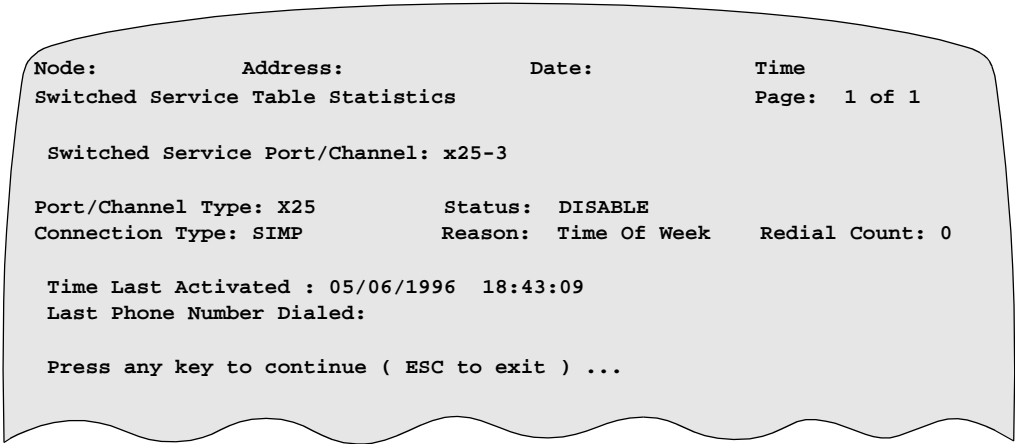 Node: Address: Date: Time
Switched Service Table Statistics Page: 1 of 1
Switched Service Port/Channel: x25-3
Port/Channel Type: X25 Status: DISABLE
Connection Type: SIMP Reason: Time Of Week Redial Count: 0
Time Last Activated : 05/06/1996 18:43:09
Last Phone Number Dialed:
Press any key to continue ( ESC to exit ) ...